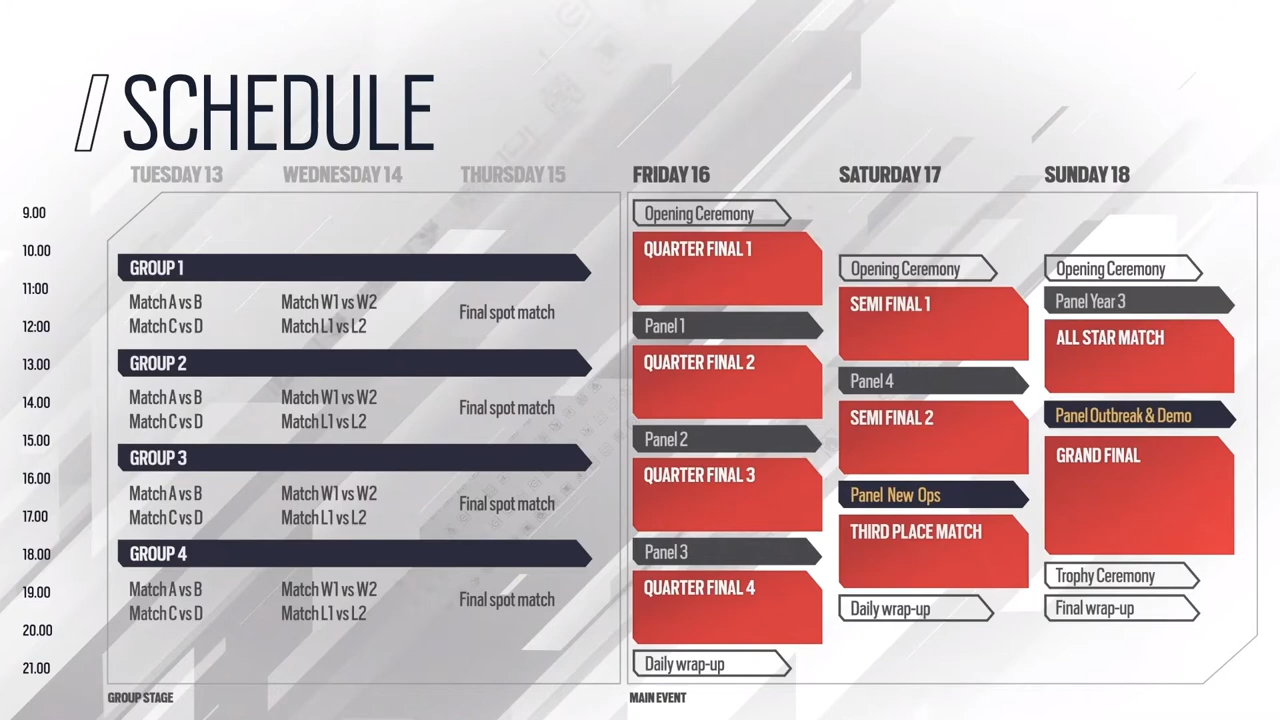 / SCHEDULE
TUESDAY 13
WEDNESDAY 14
THURSDAY 15
FRIDAY 16
SATURDAY 17
SUNDAY 18
9.00
10.00
11:00
12:00
13.00
14.00
15.00
16.00
17.00
18.00
19.00
20.00
21.00
GROUP 1
Match A vs B
Match C vs D
Match W1 vs W2
Match L1 vs L2
Final spot match
GROUP 2
Match A vs B
Match C vs D
Match W1 vs W2
Match L1 vs L2
Final spot match
GROUP 3
Match A vs B
Match C vs D
Match W1 vs W2
Match L1 vs L2
Final spot match
GROUP 4
Match A vs B
Match C vs D
Match W1 vs W2
Match L1 vs L2
Final spot match
GROUP STAGE
Opening Ceremony
QUARTER FINAL 1
Panel 1
QUARTER FINAL 2
Panel 2
QUARTER FINAL 3
Panel 3
QUARTER FINAL 4
Daily wrap-up
Opening Ceremony
SEMI FINAL 1
Panel 4
SEMI FINAL 2
Panel New Ops
THIRD PLACE MATCH
Daily wrap-up
Opening Ceremony
Panel Year 3
ALL STAR MATCH
Panel Outbreak & Demo
GRAND FINAL
Trophy Ceremony
Final wrap-up
MAIN EVENT